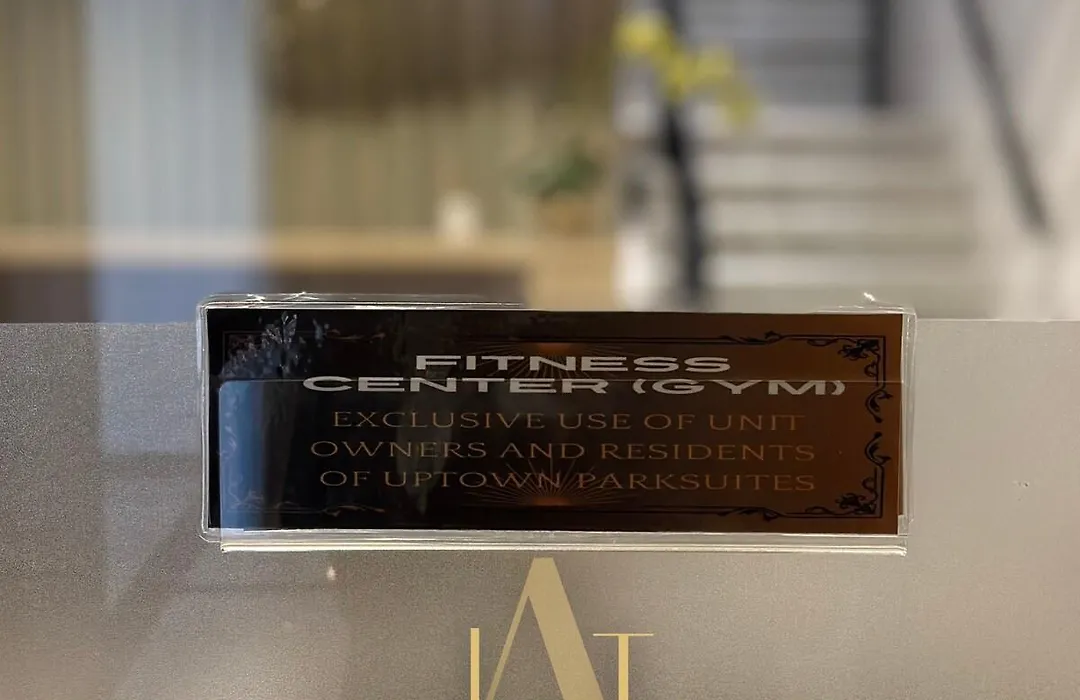 FITNESS
CENTER (GYM)
EXCLUSIVE USE OF UNIT
OWNERS AND RESIDENTS
OF UPTOWN PARKSUITES